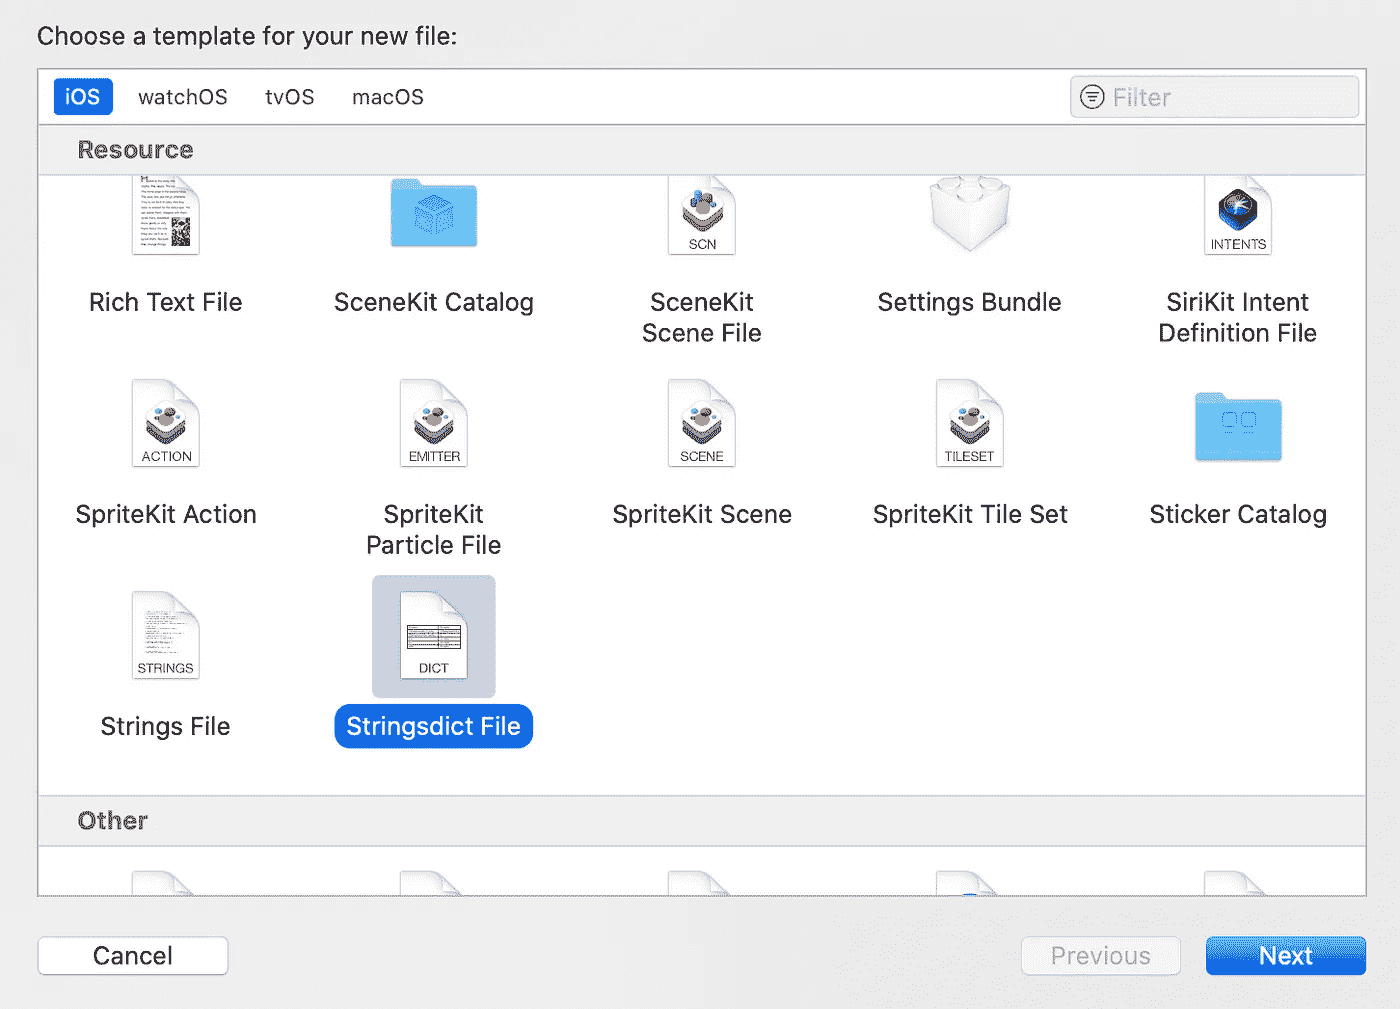 Choose a template for your new file:
iOS watchOS tvOS macOS Filter
Resource
SCN INTENTS
Rich Text File SceneKit Catalog SceneKit Scene File Settings Bundle SiriKit Intent Definition File
ACTION EMITTER SCENE TILESET
SpriteKit Action SpriteKit Particle File SpriteKit Scene SpriteKit Tile Set Sticker Catalog
STRINGS DICT
Strings File Stringsdict File
Other
Cancel Previous Next